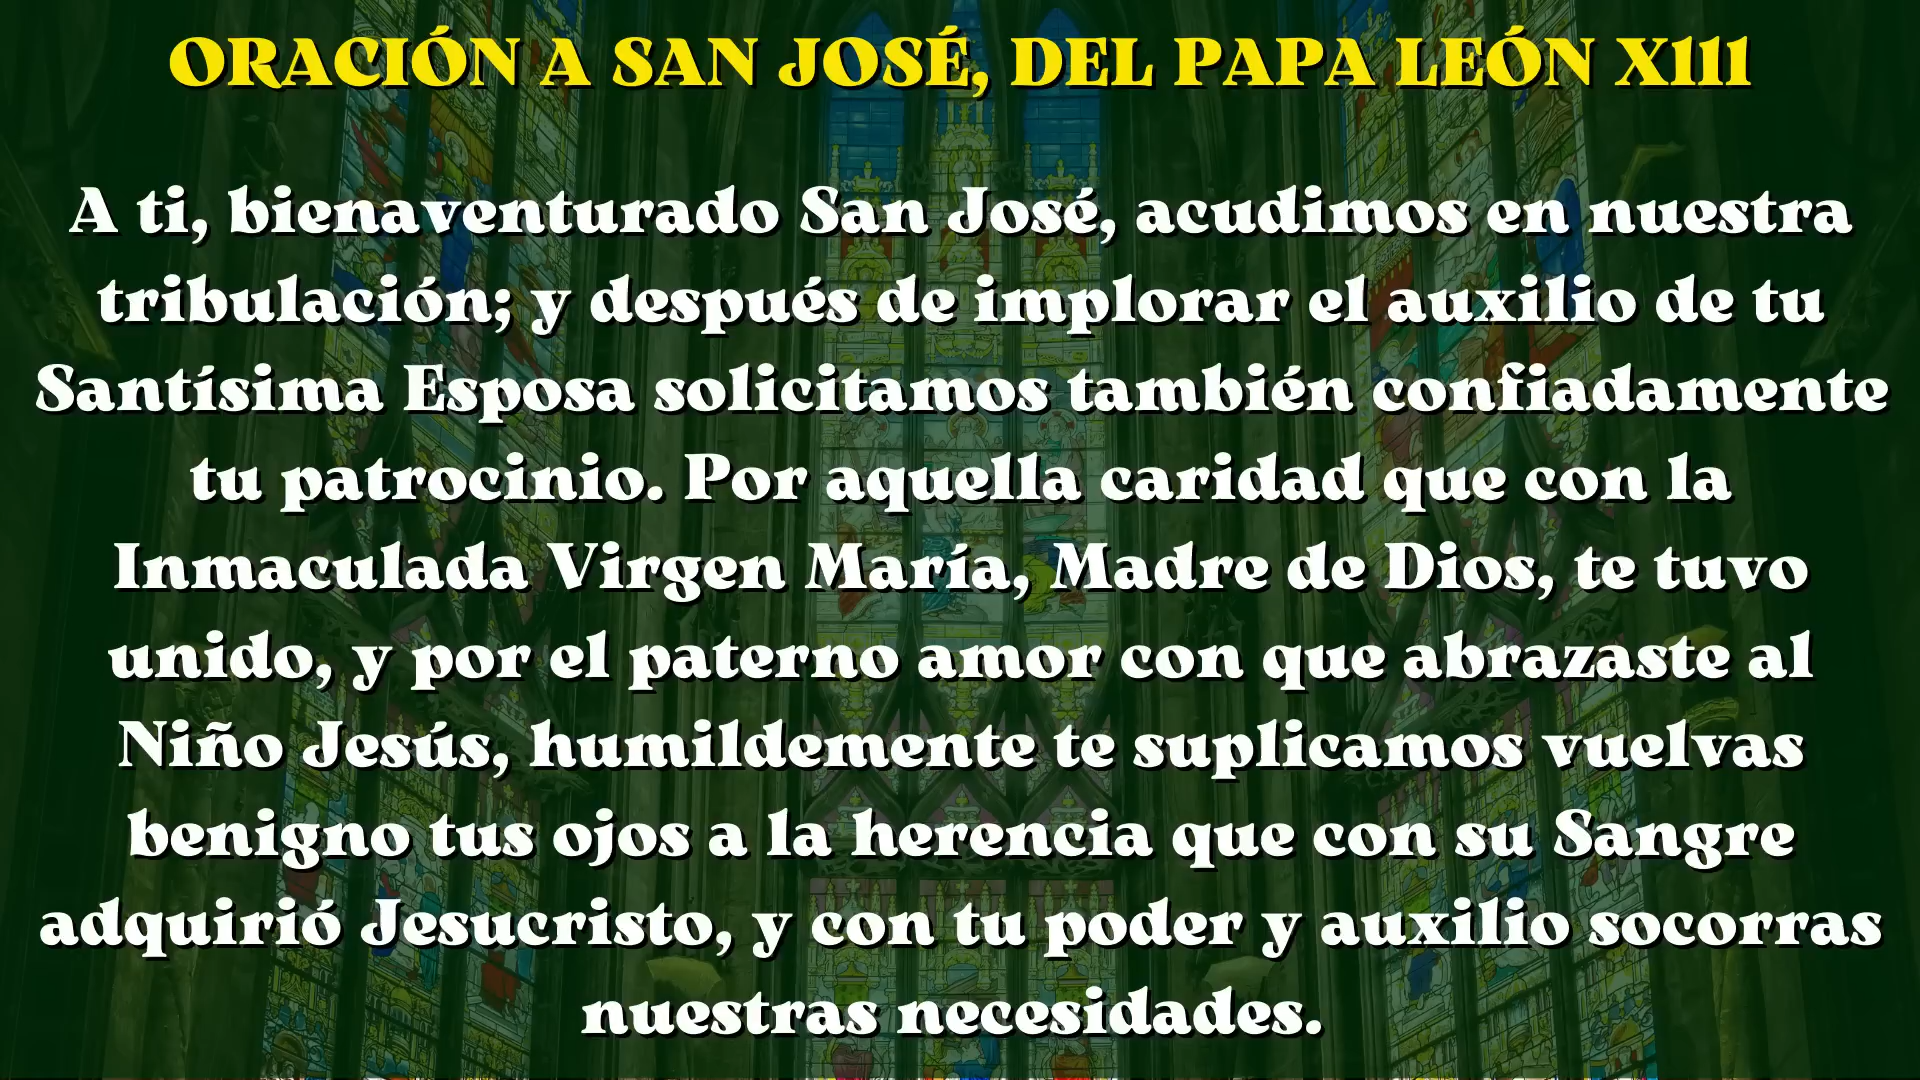 ORACIÓN A SAN JOSÉ, DEL PAPA LEÓN Xlll
A ti, bienaventurado San José, acudimos en nuestra
tribulación; y después de implorar el auxilio de tu
Santísima Esposa solicitamos también confiadamente
tu patrocinio. Por aquella caridad que con la
Inmaculada Virgen María, Madre de Dios, te tuvo
unido, y por el paterno amor con que abrazaste al
Niño Jesús, humildemente te suplicamos vuelvas
benigno tus ojos a la herencia que con su Sangre
adquirió Jesucristo, y con tu poder y auxilio socorras
nuestras necesidades.